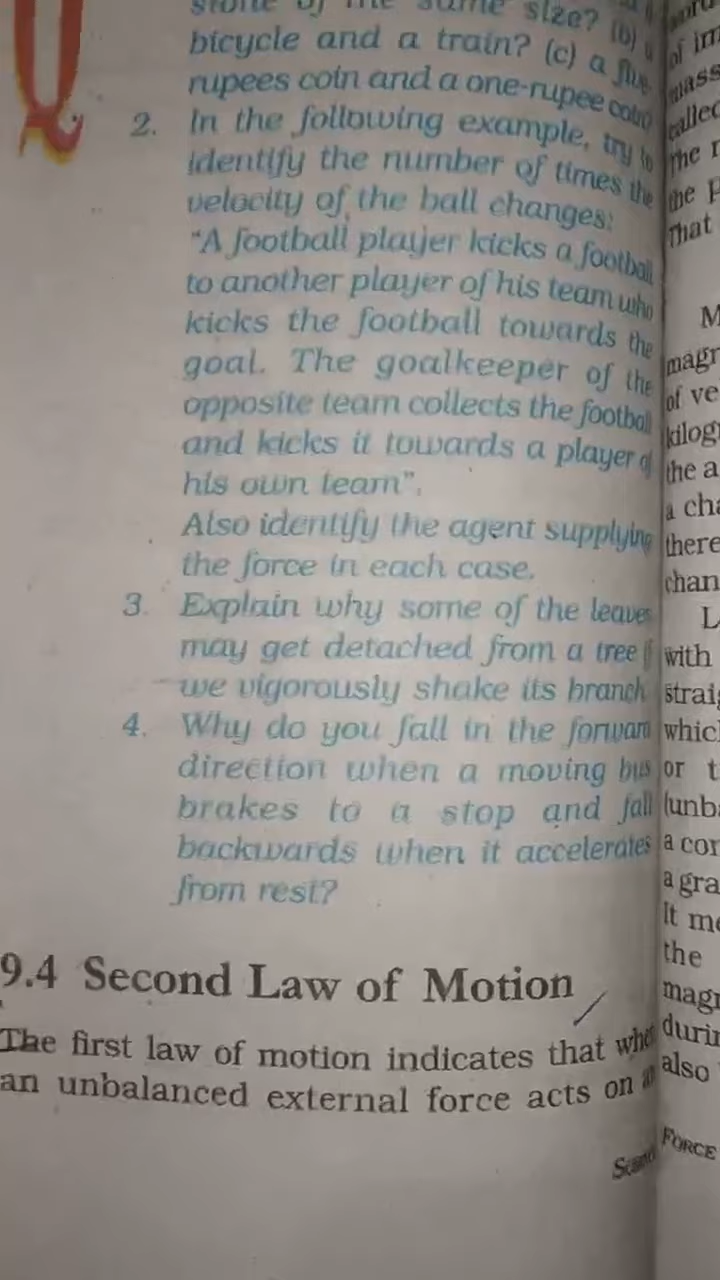 Q
size? (b) a
bicycle and a train? (c) a five-
rupees coin and a one-rupee coin
2. In the following example, try to
identify the number of times the
velocity of the ball changes:
“A football player kicks a football
to another player of his team who
kicks the football towards the
goal. The goalkeeper of the
opposite team collects the football
and kicks it towards a player of
his own team”.
Also identify the agent supplying
the force in each case.
3. Explain why some of the leaves
may get detached from a tree if
we vigorously shake its branch
4. Why do you fall in the forward
direction when a moving bus
brakes to a stop and fall
backwards when it accelerates
from rest?
9.4 Second Law of Motion
The first law of motion indicates that when
an unbalanced external force acts on an
of im
mass
called
The
the p
That
M
magn
of ve
kilog
the a
a cha
there
chan
L
with
straig
which
or t
(unb
a con
a gra
It mo
the
magn
durin
also
FORCE